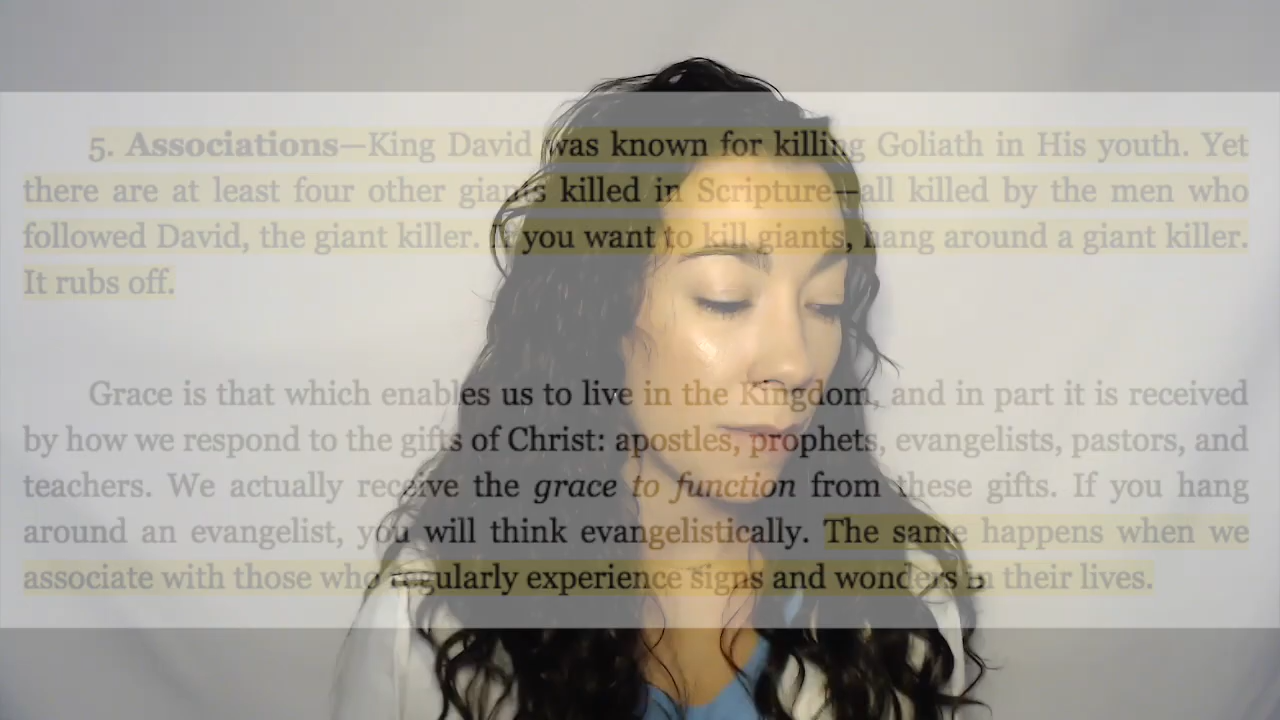 5. Associations—King David was known for killing Goliath in His youth. Yet
there are at least four other giants killed in Scripture—all killed by the men who
followed David, the giant killer. If you want to kill giants, hang around a giant killer.
It rubs off.
Grace is that which enables us to live in the Kingdom, and in part it is received
by how we respond to the gifts of Christ: apostles, prophets, evangelists, pastors, and
teachers. We actually receive the grace to function from these gifts. If you hang
around an evangelist, you will think evangelistically. The same happens when we
associate with those who regularly experience signs and wonders in their lives.